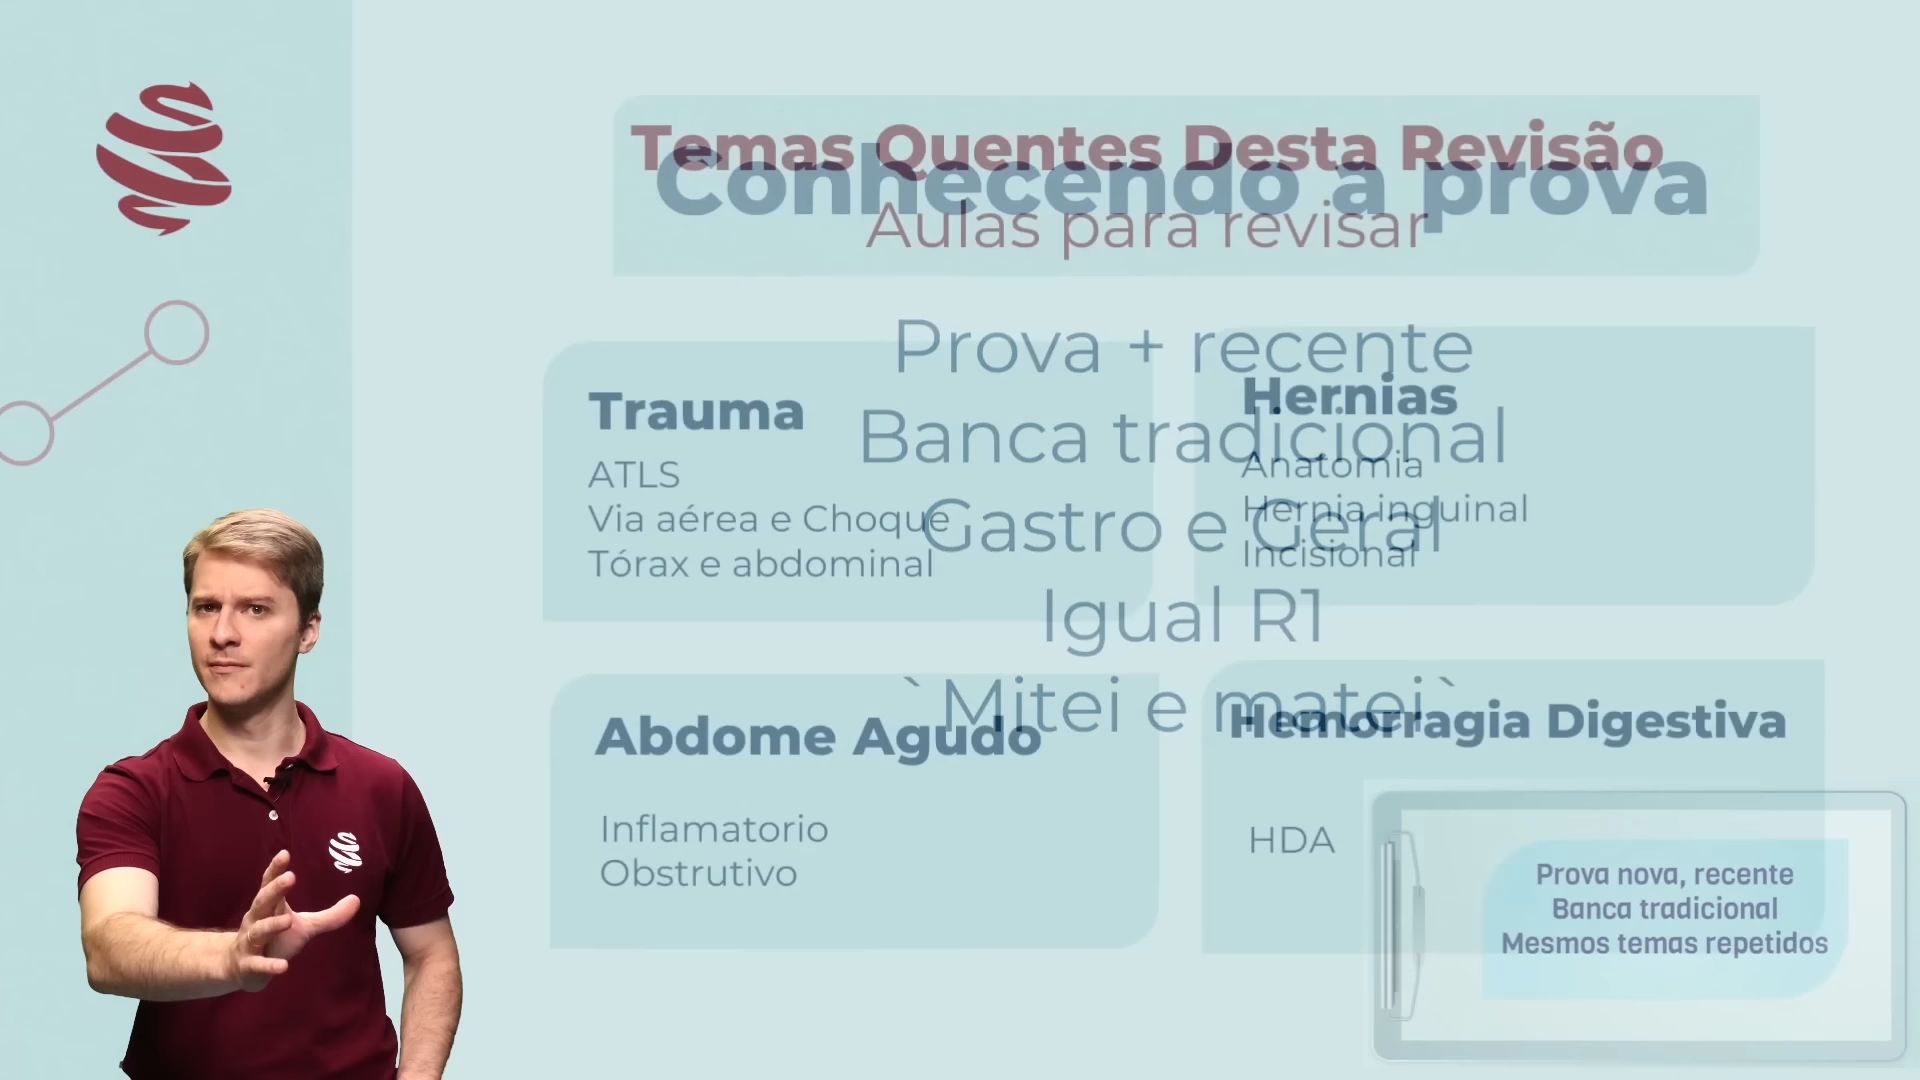 Temas Quentes Desta Revisão
Aulas para revisar
Conhecendo a prova
Prova + recente
Banca tradicional
Gastro e Geral
Igual R1
`Mitei e matei`
Trauma
ATLS
Via aérea e Choque
Tórax e abdominal
Hernias
Anatomia
Hernia inguinal
Incisional
Abdome Agudo
Inflamatorio
Obstrutivo
Hemorragia Digestiva
HDA
Prova nova, recente
Banca tradicional
Mesmos temas repetidos